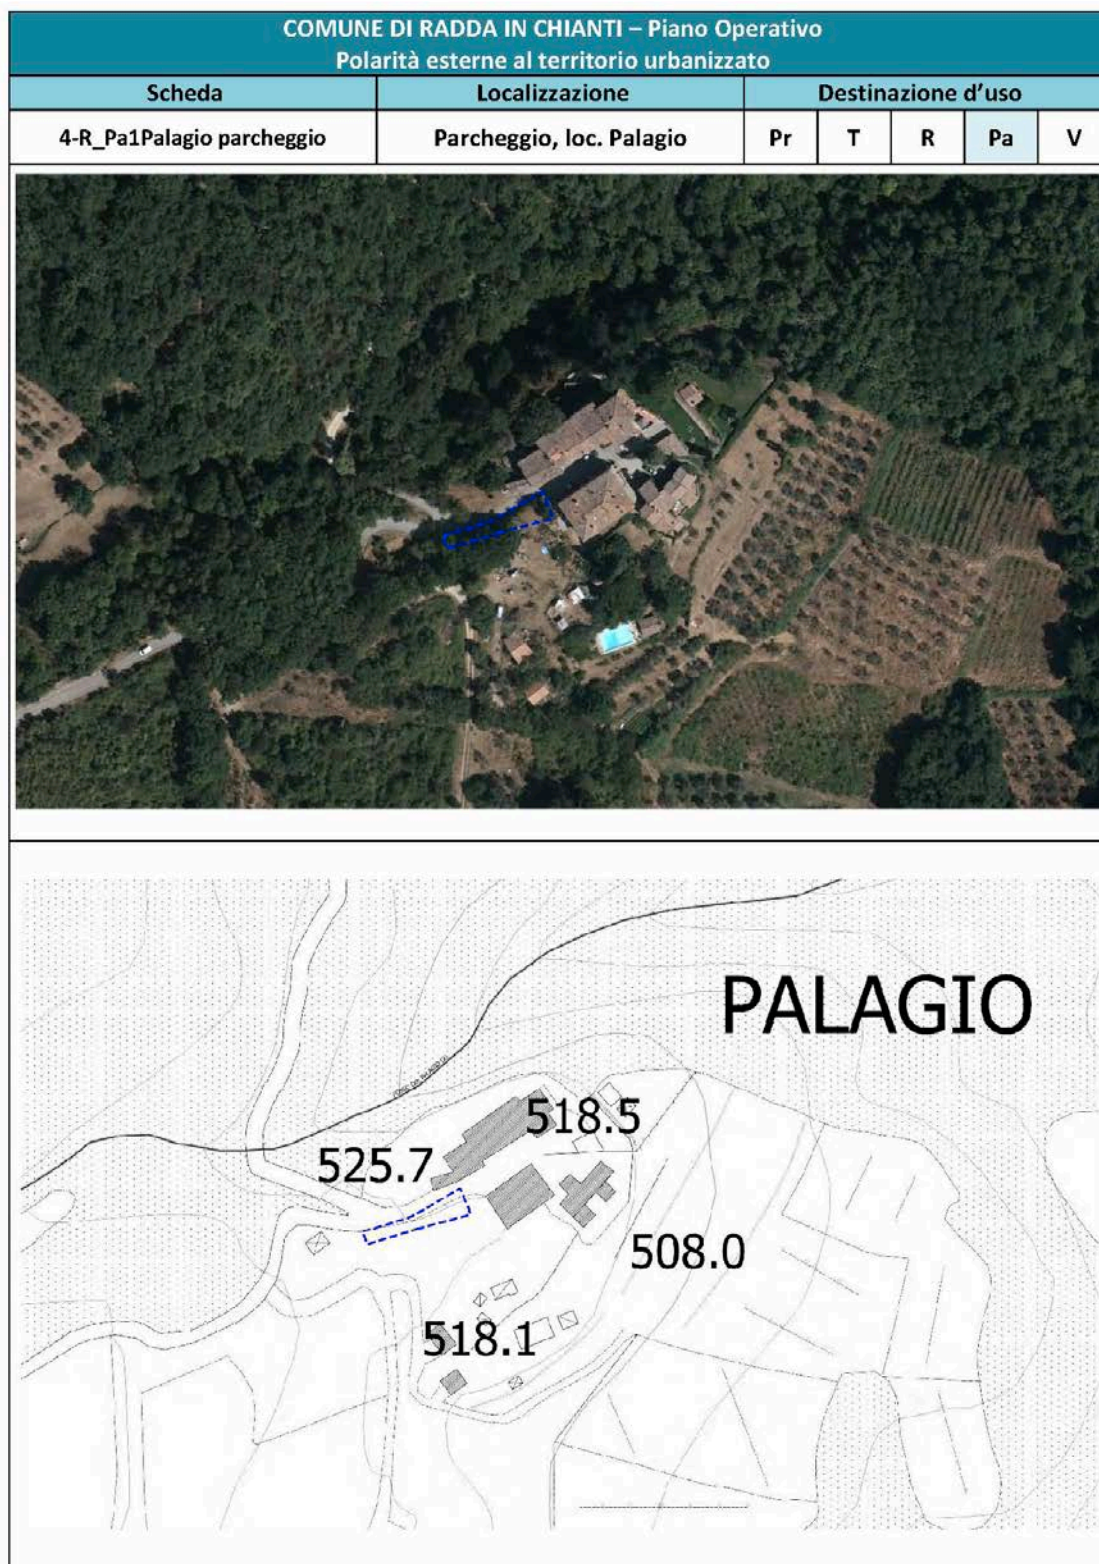 COMUNE DI RADDA IN CHIANTI – Piano Operativo
Polarità esterne al territorio urbanizzato
Scheda Localizzazione Destinazione d'uso
4-R_Pa1Palagio parcheggio Parcheggio, loc. Palagio Pr T R Pa V
PALAGIO
518.5
525.7
508.0
518.1